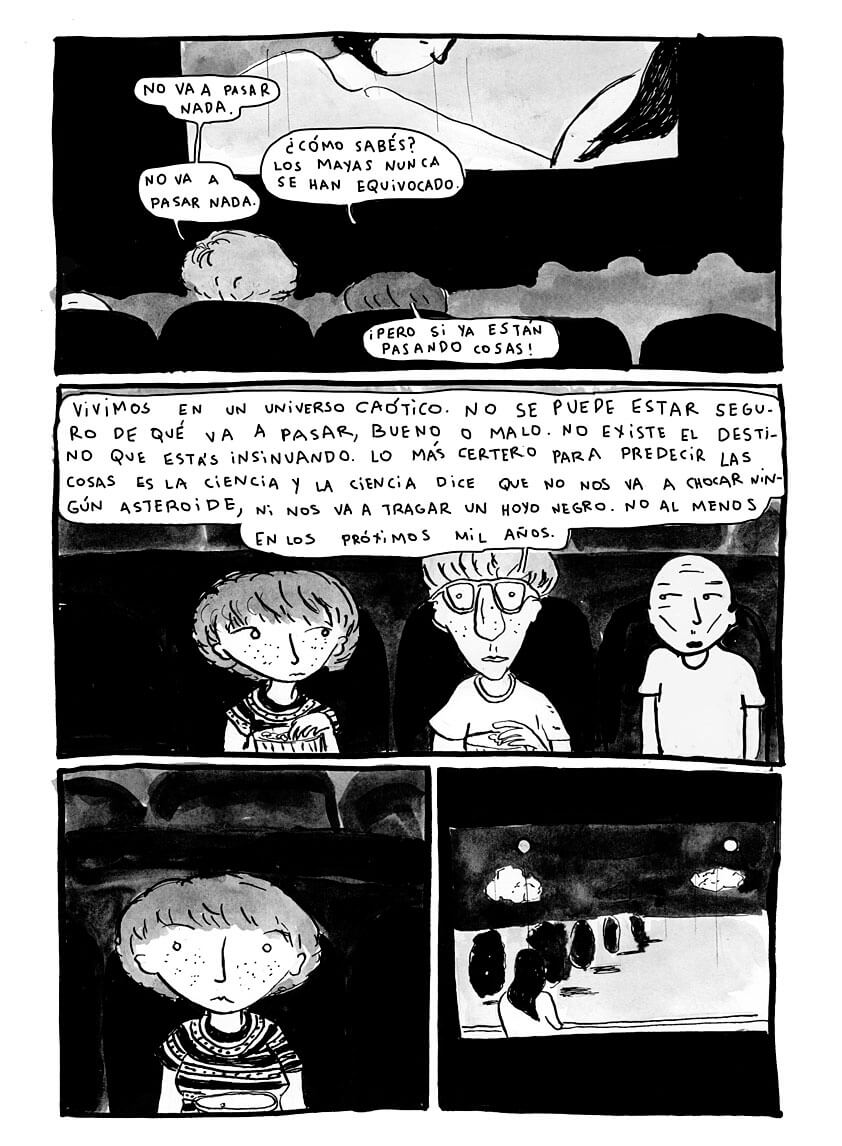 NO VA A PASAR
NADA.
¿CÓMO SABÉS?
LOS MAYAS NUNCA
SE HAN EQUIVOCADO.
NO VA A
PASAR NADA.
¡PERO SI YA ESTÁN
PASANDO COSAS!
VIVIMOS EN UN UNIVERSO CAÓTICO. NO SE PUEDE ESTAR SEGU-
RO DE QUÉ VA A PASAR, BUENO O MALO. NO EXISTE EL DESTI-
NO QUE ESTÁS INSINUANDO. LO MÁS CERTERO PARA PREDECIR LAS
COSAS ES LA CIENCIA Y LA CIENCIA DICE QUE NO NOS VA A CHOCAR NIN-
GÚN ASTEROIDE, NI NOS VA A TRAGAR UN HOYO NEGRO. NO AL MENOS
EN LOS PRÓXIMOS MIL AÑOS.